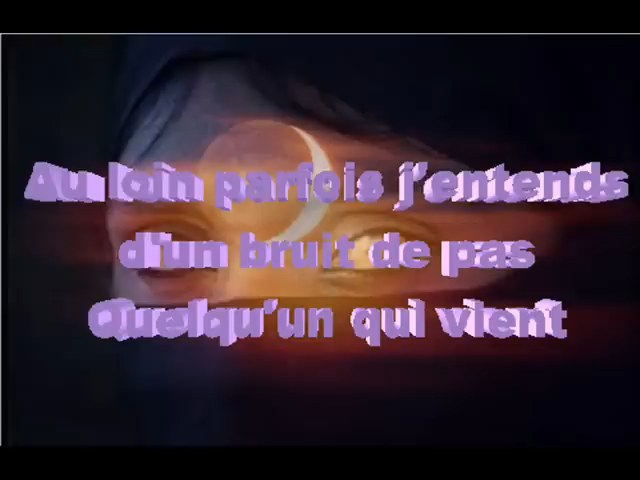 Au loin parfois j'entends
d'un bruit de pas
Quelqu'un qui vient